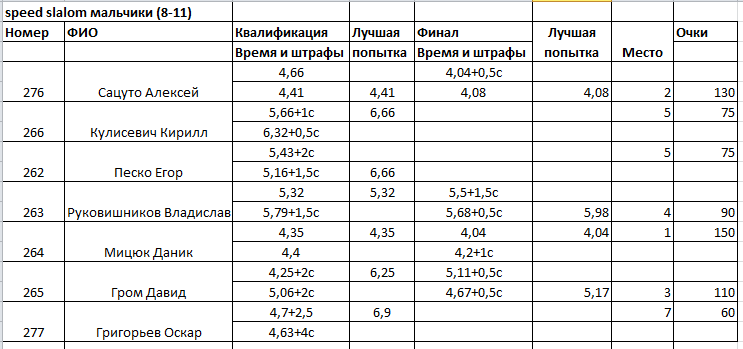 speed slalom мальчики (8-11)
Номер ФИО Квалификация Лучшая Финал Лучшая Очки
Время и штрафы попытка Время и штрафы попытка Место
4,66 4,04+0,5с
276 Сацуто Алексей 4,41 4,41 4,08 4,08 2 130
5,66+1с 6,66 5 75
266 Кулисевич Кирилл 6,32+0,5с
5,43+2с 5 75
262 Песко Егор 5,16+1,5с 6,66
5,32 5,32 5,5+1,5с
263 Руковишников Владислав 5,79+1,5с 5,68+0,5с 5,98 4 90
4,35 4,35 4,04 4,04 1 150
264 Мицюк Даник 4,4 4,2+1с
4,25+2с 6,25 5,11+0,5с
265 Гром Давид 5,06+2с 4,67+0,5с 5,17 3 110
4,7+2,5 6,9 7 60
277 Григорьев Оскар 4,63+4с